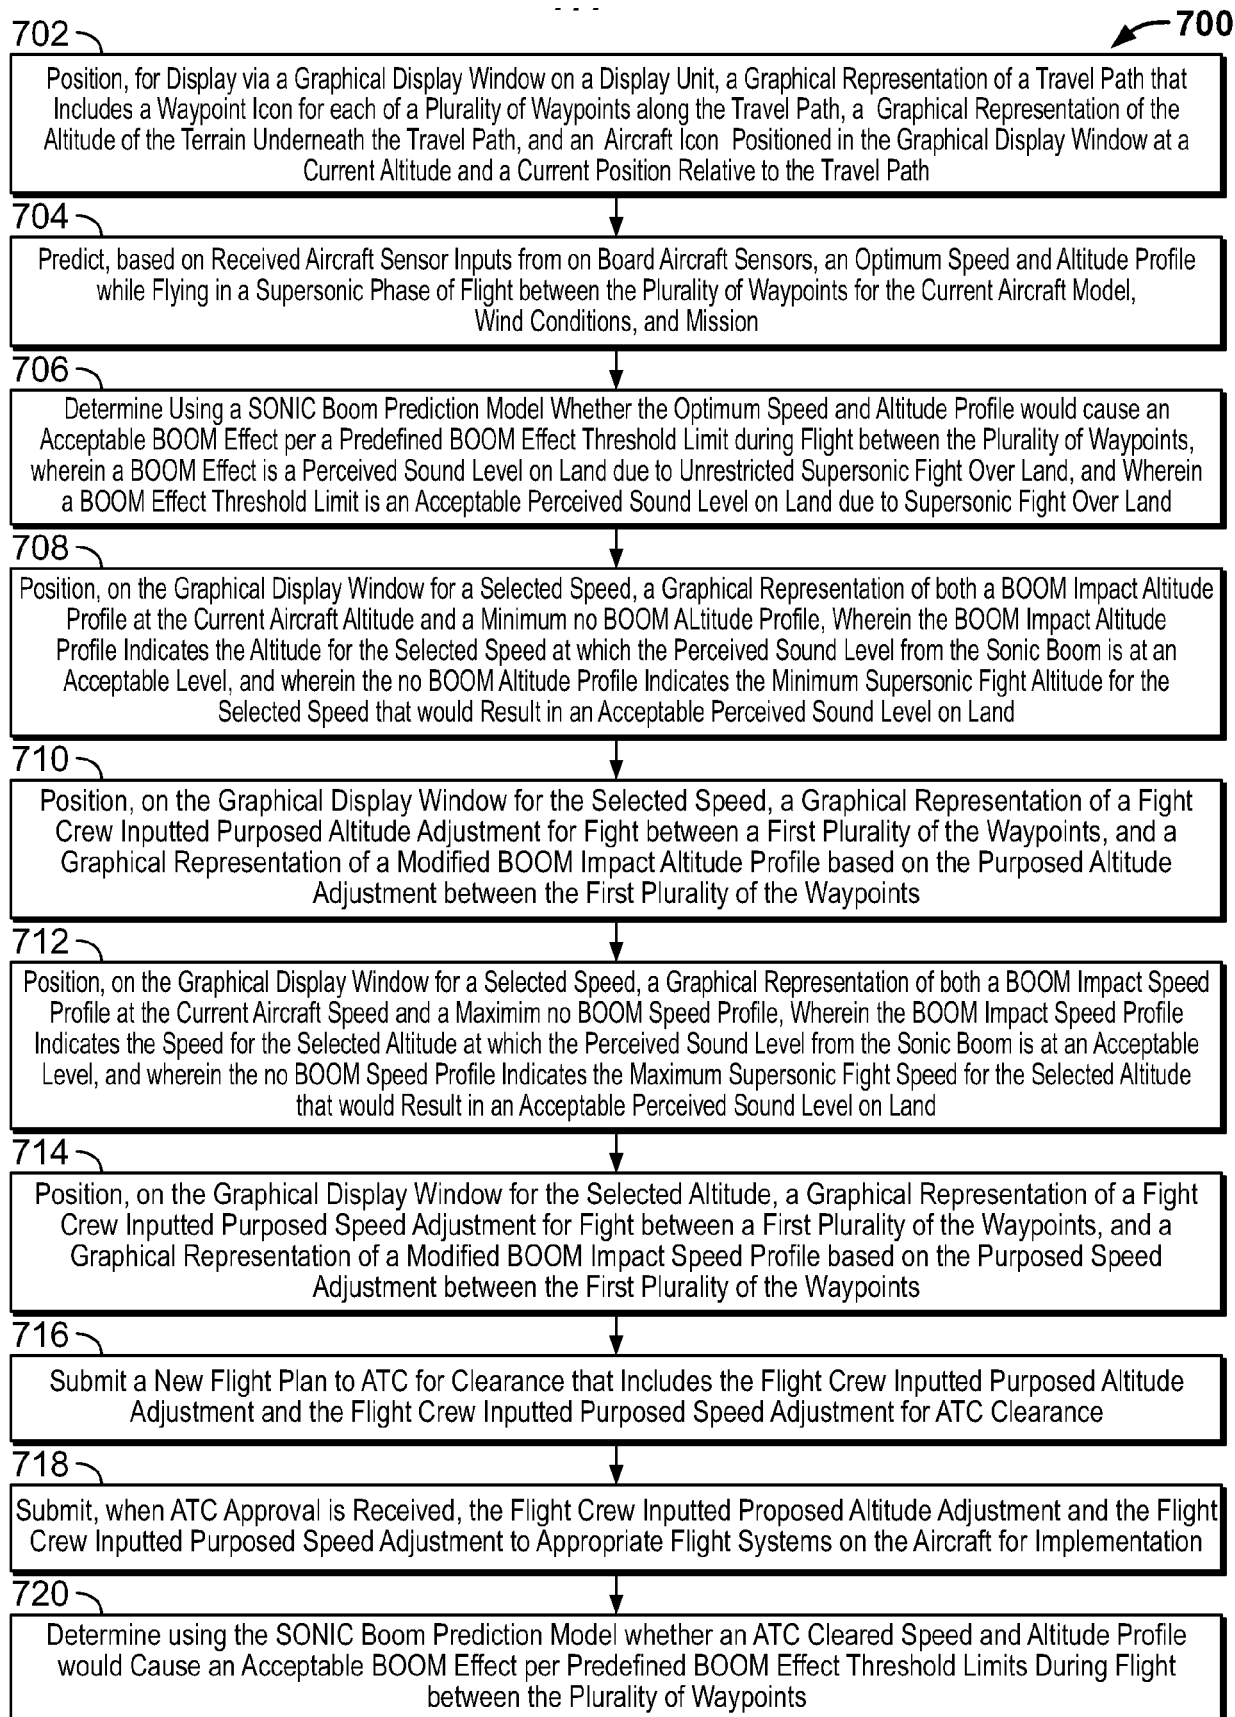 700
702
Position, for Display via a Graphical Display Window on a Display Unit, a Graphical Representation of a Travel Path that
Includes a Waypoint Icon for each of a Plurality of Waypoints along the Travel Path, a Graphical Representation of the
Altitude of the Terrain Underneath the Travel Path, and an Aircraft Icon Positioned in the Graphical Display Window at a
Current Altitude and a Current Position Relative to the Travel Path
704
Predict, based on Received Aircraft Sensor Inputs from on Board Aircraft Sensors, an Optimum Speed and Altitude Profile
while Flying in a Supersonic Phase of Flight between the Plurality of Waypoints for the Current Aircraft Model,
Wind Conditions, and Mission
706
Determine Using a SONIC Boom Prediction Model Whether the Optimum Speed and Altitude Profile would cause an
Acceptable BOOM Effect per a Predefined BOOM Effect Threshold Limit during Flight between the Plurality of Waypoints,
wherein a BOOM Effect is a Perceived Sound Level on Land due to Unrestricted Supersonic Fight Over Land, and Wherein
a BOOM Effect Threshold Limit is an Acceptable Perceived Sound Level on Land due to Supersonic Fight Over Land
708
Position, on the Graphical Display Window for a Selected Speed, a Graphical Representation of both a BOOM Impact Altitude
Profile at the Current Aircraft Altitude and a Minimum no BOOM ALtitude Profile, Wherein the BOOM Impact Altitude
Profile Indicates the Altitude for the Selected Speed at which the Perceived Sound Level from the Sonic Boom is at an
Acceptable Level, and wherein the no BOOM Altitude Profile Indicates the Minimum Supersonic Fight Altitude for the
Selected Speed that would Result in an Acceptable Perceived Sound Level on Land
710
Position, on the Graphical Display Window for the Selected Speed, a Graphical Representation of a Fight
Crew Inputted Purposed Altitude Adjustment for Fight between a First Plurality of the Waypoints, and a
Graphical Representation of a Modified BOOM Impact Altitude Profile based on the Purposed Altitude
Adjustment between the First Plurality of the Waypoints
712
Position, on the Graphical Display Window for a Selected Speed, a Graphical Representation of both a BOOM Impact Speed
Profile at the Current Aircraft Speed and a Maximim no BOOM Speed Profile, Wherein the BOOM Impact Speed Profile
Indicates the Speed for the Selected Altitude at which the Perceived Sound Level from the Sonic Boom is at an Acceptable
Level, and wherein the no BOOM Speed Profile Indicates the Maximum Supersonic Fight Speed for the Selected Altitude
that would Result in an Acceptable Perceived Sound Level on Land
714
Position, on the Graphical Display Window for the Selected Altitude, a Graphical Representation of a Fight
Crew Inputted Purposed Speed Adjustment for Fight between a First Plurality of the Waypoints, and a
Graphical Representation of a Modified BOOM Impact Speed Profile based on the Purposed Speed
Adjustment between the First Plurality of the Waypoints
716
Submit a New Flight Plan to ATC for Clearance that Includes the Flight Crew Inputted Purposed Altitude
Adjustment and the Flight Crew Inputted Purposed Speed Adjustment for ATC Clearance
718
Submit, when ATC Approval is Received, the Flight Crew Inputted Proposed Altitude Adjustment and the Flight
Crew Inputted Purposed Speed Adjustment to Appropriate Flight Systems on the Aircraft for Implementation
720
Determine using the SONIC Boom Prediction Model whether an ATC Cleared Speed and Altitude Profile
would Cause an Acceptable BOOM Effect per Predefined BOOM Effect Threshold Limits During Flight
between the Plurality of Waypoints